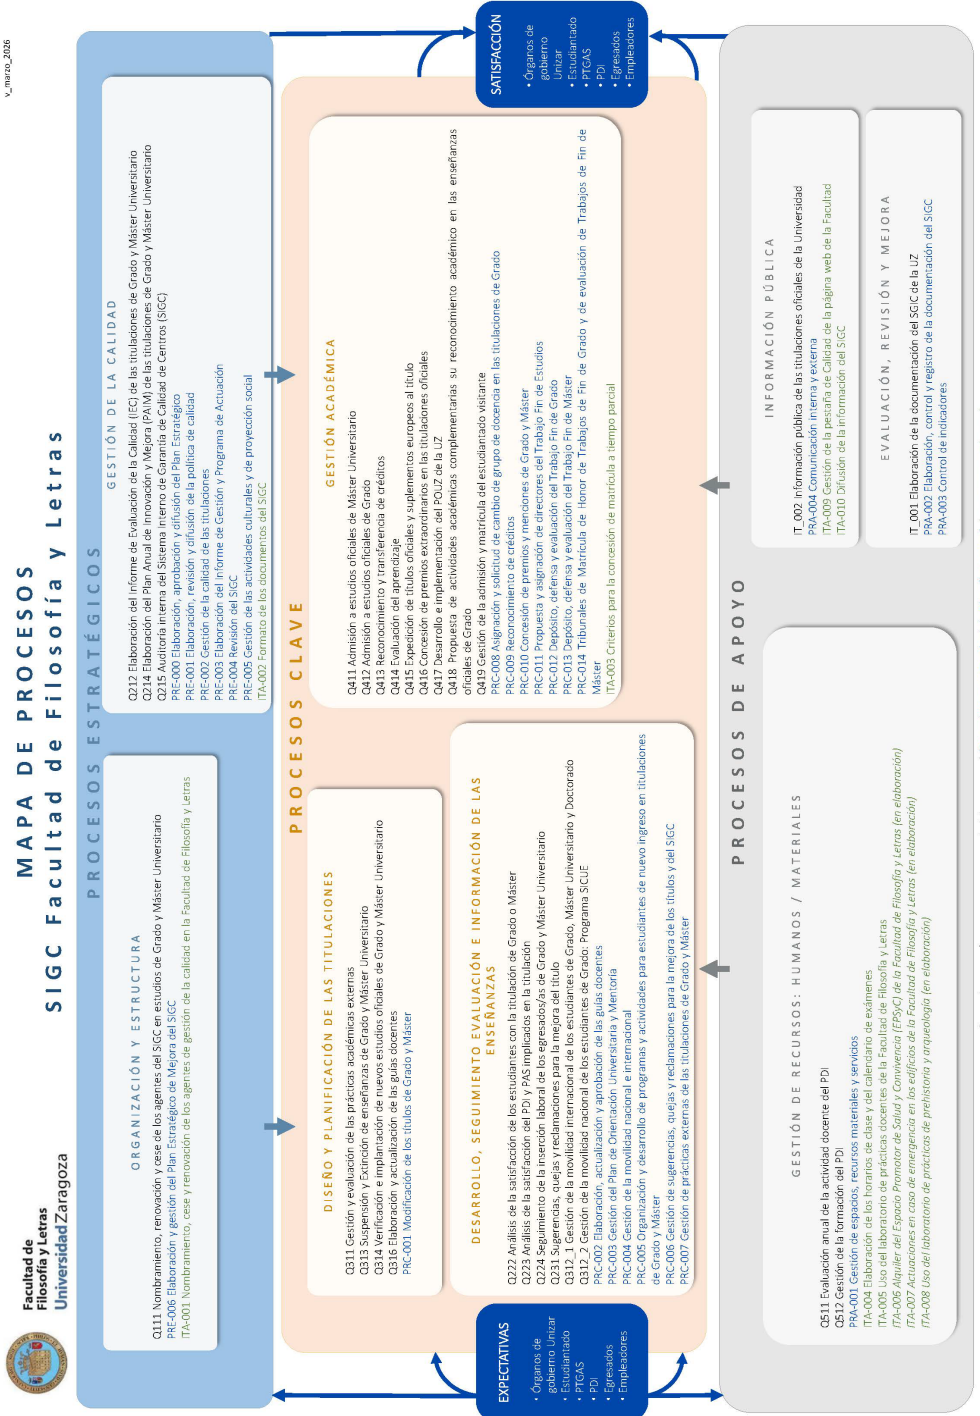 Facultad de
Filosofía y Letras
Universidad Zaragoza
MAPA DE PROCESOS
SIGC Facultad de Filosofía y Letras
v_marzo_2026
PROCESOS ESTRATÉGICOS
ORGANIZACIÓN Y ESTRUCTURA
Q111 Nombramiento, renovación y cese de los agentes del SIGC en estudios de Grado y Máster Universitario
PRE-006 Elaboración y gestión del Plan Estratégico de Mejora del SIGC
ITA-001 Nombramiento, cese y renovación de los agentes de gestión de la calidad en la Facultad de Filosofía y Letras
GESTIÓN DE LA CALIDAD
Q212 Elaboración del Informe de Evaluación de la Calidad (IEC) de las titulaciones de Grado y Máster Universitario
Q214 Elaboración del Plan Anual de Innovación y Mejora (PAIM) de las titulaciones de Grado y Máster Universitario
Q215 Auditoría interna del Sistema Interno de Garantía de Calidad de Centros (SIGC)
PRE-000 Elaboración, aprobación y difusión del Plan Estratégico
PRE-001 Elaboración, revisión y difusión de la política de calidad
PRE-002 Gestión de la calidad de las titulaciones
PRE-003 Elaboración del Informe de Gestión y Programa de Actuación
PRE-004 Revisión del SIGC
PRE-005 Gestión de las actividades culturales y de proyección social
ITA-002 Formato de los documentos del SIGC
EXPECTATIVAS
• Órganos de
gobierno Unizar
• Estudiantado
• PTGAS
• PDI
• Egresados
• Empleadores
PROCESOS CLAVE
DISEÑO Y PLANIFICACIÓN DE LAS TITULACIONES
Q311 Gestión y evaluación de las prácticas académicas externas
Q313 Suspensión y Extinción de enseñanzas de Grado y Máster Universitario
Q314 Verificación e implantación de nuevos estudios oficiales de Grado y Máster Universitario
Q316 Elaboración y actualización de las guías docentes
PRC-001 Modificación de los títulos de Grado y Máster
DESARROLLO, SEGUIMIENTO EVALUACIÓN E INFORMACIÓN DE LAS
ENSEÑANZAS
Q222 Análisis de la satisfacción de los estudiantes con la titulación de Grado o Máster
Q223 Análisis de la satisfacción del PDI y PAS implicados en la titulación
Q224 Seguimiento de la inserción laboral de los egresados/as de Grado y Máster Universitario
Q231 Sugerencias, quejas y reclamaciones para la mejora del título
Q312_1 Gestión de la movilidad internacional de los estudiantes de Grado, Máster Universitario y Doctorado
Q312_2 Gestión de la movilidad nacional de los estudiantes de Grado: Programa SICUE
PRC-002 Elaboración, actualización y aprobación de las guías docentes
PRC-003 Gestión del Plan de Orientación Universitaria y Mentoría
PRC-004 Gestión de la movilidad nacional e internacional
PRC-005 Organización y desarrollo de programas y actividades para estudiantes de nuevo ingreso en titulaciones
de Grado y Máster
PRC-006 Gestión de sugerencias, quejas y reclamaciones para la mejora de los títulos y del SIGC
PRC-007 Gestión de prácticas externas de las titulaciones de Grado y Máster
GESTIÓN ACADÉMICA
Q411 Admisión a estudios oficiales de Máster Universitario
Q412 Admisión a estudios oficiales de Grado
Q413 Reconocimiento y transferencia de créditos
Q414 Evaluación del aprendizaje
Q415 Expedición de títulos oficiales y suplementos europeos al título
Q416 Concesión de premios extraordinarios en las titulaciones oficiales
Q417 Desarrollo e implementación del POUZ de la UZ
Q418 Propuesta de actividades académicas complementarias su reconocimiento académico en las enseñanzas
oficiales de Grado
Q419 Gestión de la admisión y matrícula del estudiantado visitante
PRC-008 Asignación y solicitud de cambio de grupo de docencia en las titulaciones de Grado
PRC-009 Reconocimiento de créditos
PRC-010 Concesión de premios y menciones de Grado y Máster
PRC-011 Propuesta y asignación de directores del Trabajo Fin de Estudios
PRC-012 Depósito, defensa y evaluación del Trabajo Fin de Grado
PRC-013 Depósito, defensa y evaluación del Trabajo Fin de Máster
PRC-014 Tribunales de Matrícula de Honor de Trabajos de Fin de Grado y de evaluación de Trabajos de Fin de
Máster
ITA-003 Criterios para la concesión de matrícula a tiempo parcial
SATISFACCIÓN
• Órganos de
gobierno
Unizar
• Estudiantado
• PTGAS
• PDI
• Egresados
• Empleadores
PROCESOS DE APOYO
GESTIÓN DE RECURSOS: HUMANOS / MATERIALES
Q511 Evaluación anual de la actividad docente del PDI
Q512 Gestión de la formación del PDI
PRA-001 Gestión de espacios, recursos materiales y servicios
ITA-004 Elaboración de los horarios de clase y del calendario de exámenes
ITA-005 Uso del laboratorio de prácticas docentes de la Facultad de Filosofía y Letras
ITA-006 Alquiler del Espacio Promotor de Salud y Convivencia (EPSyC) de la Facultad de Filosofía y Letras (en elaboración)
ITA-007 Actuaciones en caso de emergencia en los edificios de la Facultad de Filosofía y Letras (en elaboración)
ITA-008 Uso del laboratorio de prácticas de prehistoria y arqueología (en elaboración)
INFORMACIÓN PÚBLICA
IT_002 Información pública de las titulaciones oficiales de la Universidad
PRA-004 Comunicación interna y externa
ITA-009 Gestión de la pestaña de Calidad de la página web de la Facultad
ITA-010 Difusión de la información del SIGC
EVALUACIÓN, REVISIÓN Y MEJORA
IT_001 Elaboración de la documentación del SGIC de la UZ
PRA-002 Elaboración, control y registro de la documentación del SIGC
PRA-003 Control de indicadores